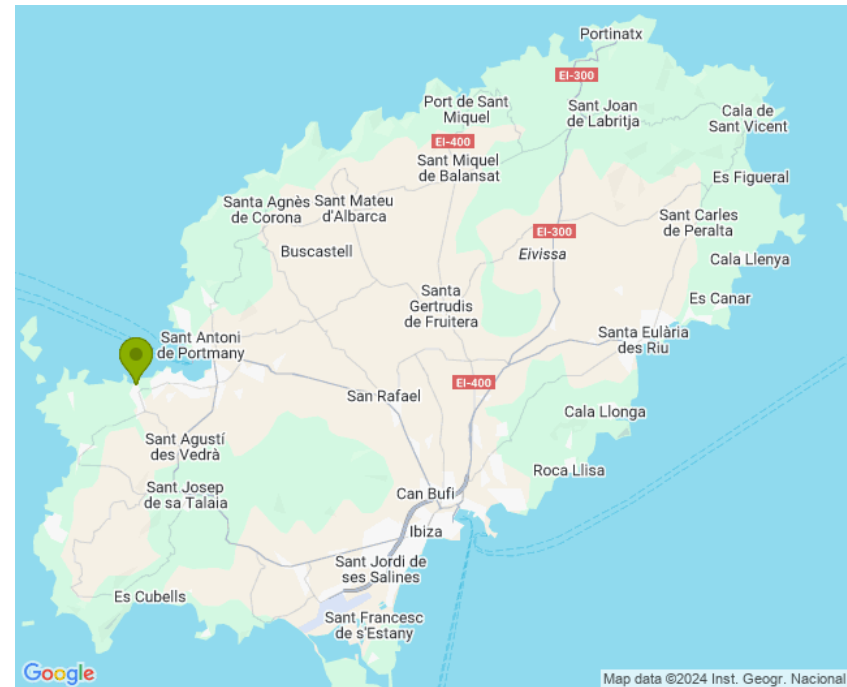 Portinatx
EI-300
Port de Sant
Miquel
Sant Joan
de Labritja
Cala de
Sant Vicent
EI-400
Sant Miquel
de Balansat
Es Figueral
Santa Agnès
de Corona
Sant Mateu
d'Albarca
Sant Carles
de Peralta
EI-300
Buscastell
Eivissa
Cala Llenya
Santa
Gertrudis
de Fruitera
Es Canar
Sant Antoni
de Portmany
Santa Eulària
des Riu
EI-400
San Rafael
Cala Llonga
Sant Agustí
des Vedrà
Roca Llisa
Sant Josep
de sa Talaia
Can Bufi
Ibiza
Sant Jordi de
ses Salines
Es Cubells
Sant Francesc
de s'Estany
Google
Map data ©2024 Inst. Geogr. Nacional